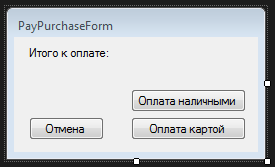 PayPurchaseForm
Итого к оплате:
Оплата наличными
Отмена
Оплата картой